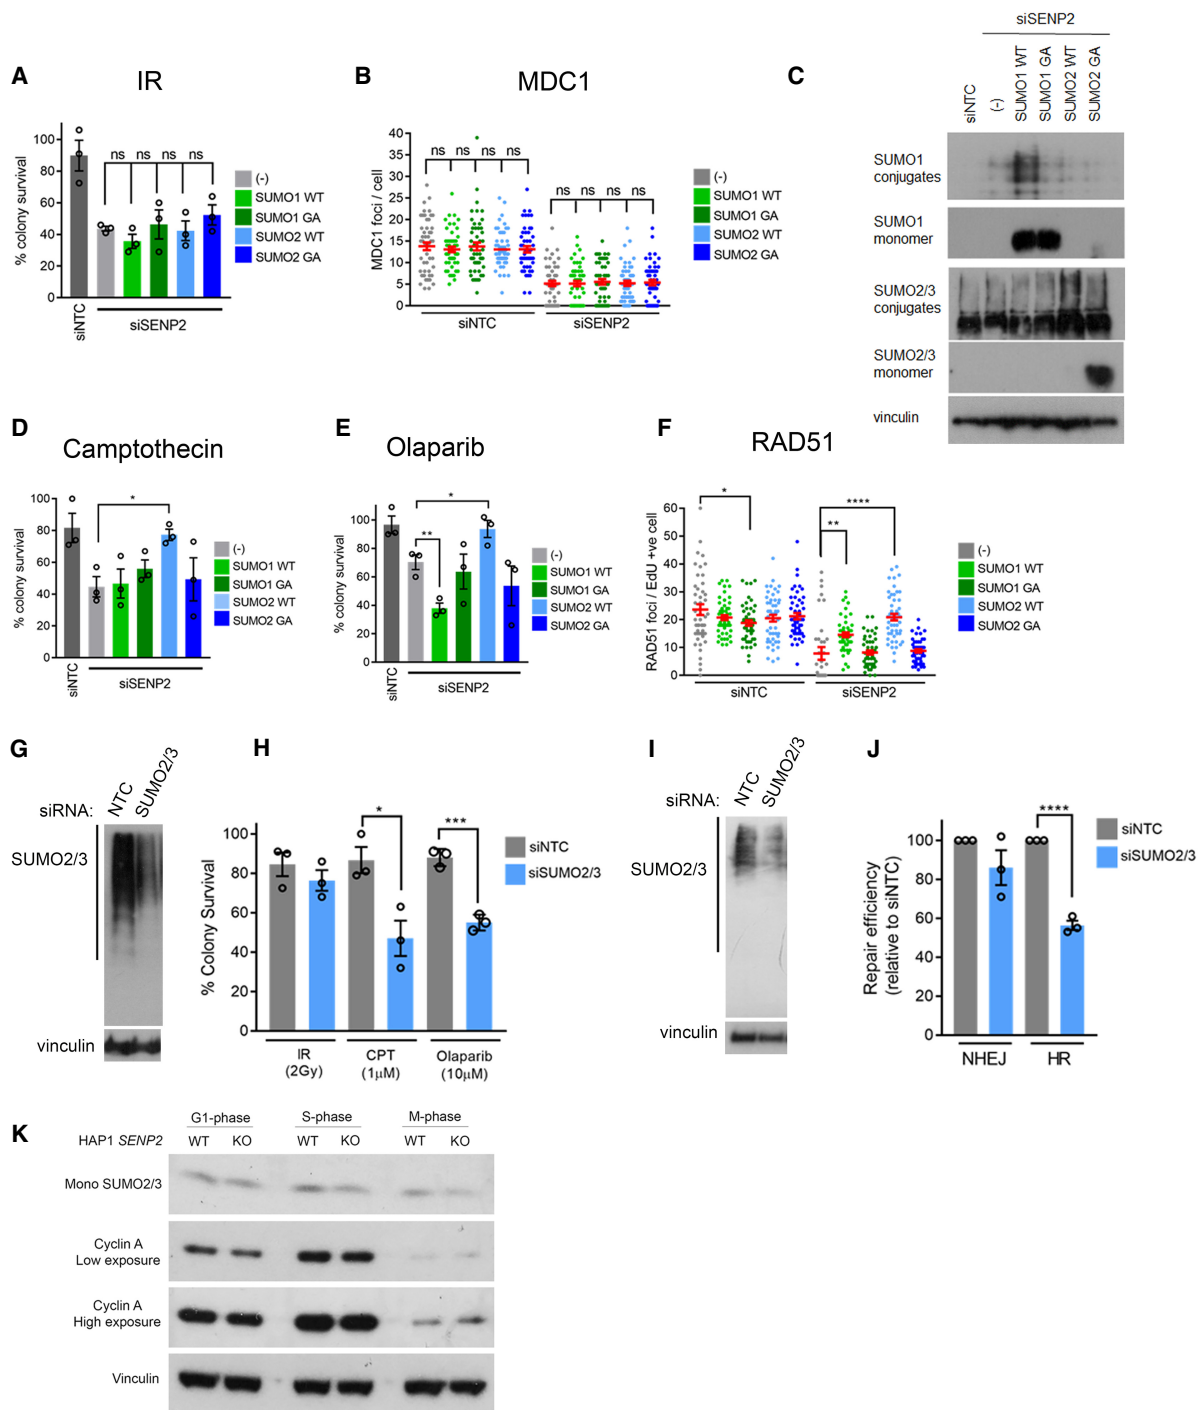 A
IR
% colony survival
100
80
60
40
20
0
ns
ns
ns
ns
siNTC
siSENP2
(-)
SUMO1 WT
SUMO1 GA
SUMO2 WT
SUMO2 GA
B
MDC1
MDC1 foci / cell
40
35
30
25
20
15
10
5
0
ns
ns
ns
ns
ns
ns
ns
ns
siNTC
siSENP2
(-)
SUMO1 WT
SUMO1 GA
SUMO2 WT
SUMO2 GA
C
siSENP2
siNTC
(-)
SUMO1 WT
SUMO1 GA
SUMO2 WT
SUMO2 GA
SUMO1
conjugates
SUMO1
monomer
SUMO2/3
conjugates
SUMO2/3
monomer
vinculin
D
Camptothecin
% colony survival
100
80
60
40
20
0
*
siNTC
siSENP2
(-)
SUMO1 WT
SUMO1 GA
SUMO2 WT
SUMO2 GA
E
Olaparib
% colony survival
100
80
60
40
20
0
*
**
siNTC
siSENP2
(-)
SUMO1 WT
SUMO1 GA
SUMO2 WT
SUMO2 GA
F
RAD51
RAD51 foci / EdU +ve cell
60
50
40
30
20
10
0
*
****
**
siNTC
siSENP2
(-)
SUMO1 WT
SUMO1 GA
SUMO2 WT
SUMO2 GA
G
siRNA:
NTC
SUMO2/3
SUMO2/3
vinculin
H
% Colony Survival
100
80
60
40
20
0
*
***
siNTC
siSUMO2/3
IR
(2Gy)
CPT
(1µM)
Olaparib
(10µM)
I
siRNA:
NTC
SUMO2/3
SUMO2/3
vinculin
J
Repair efficiency
(relative to siNTC)
100
80
60
40
20
0
****
siNTC
siSUMO2/3
NHEJ
HR
K
G1-phase
S-phase
M-phase
HAP1 SENP2
WT
KO
WT
KO
WT
KO
Mono SUMO2/3
Cyclin A
Low exposure
Cyclin A
High exposure
Vinculin